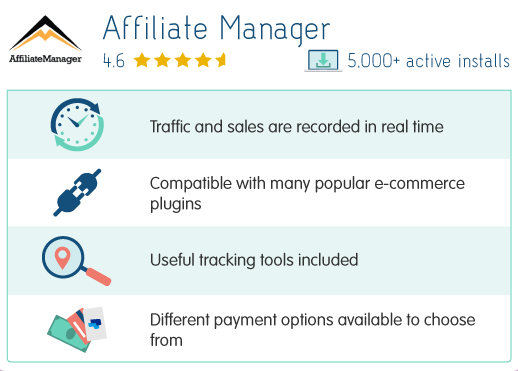 Affiliate Manager
AffiliateManager
4.6
5.000+ active installs
Traffic and sales are recorded in real time
Compatible with many popular e-commerce
plugins
Useful tracking tools included
Different payment options available to choose
from